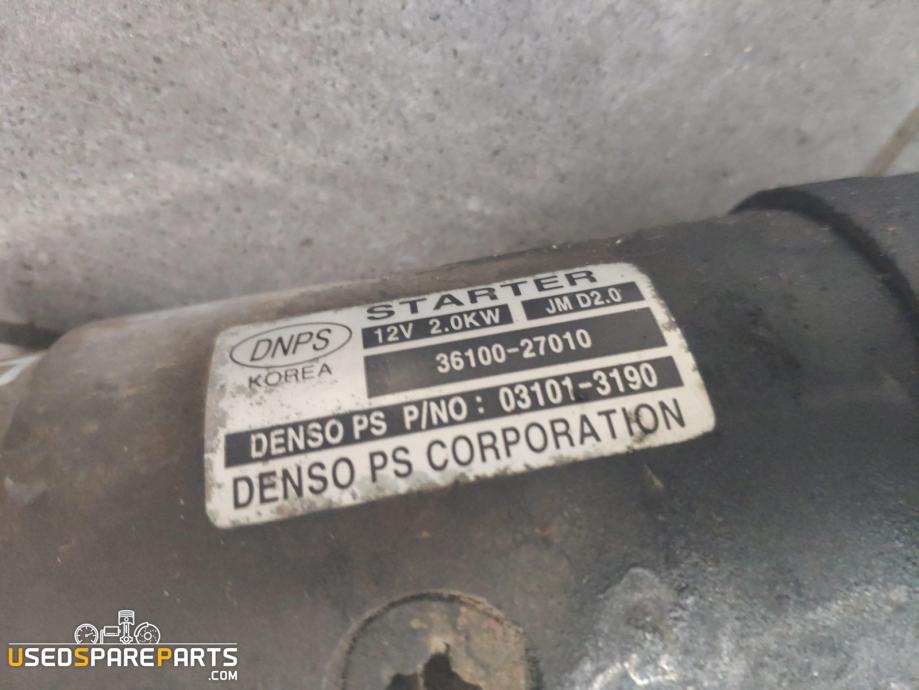 STARTER
DNPS
KOREA
12V 2.0KW
JM D2.0
36100-27010
DENSO PS P/NO : 03101-3190
DENSO PS CORPORATION
USEDSPAREPARTS
.COM